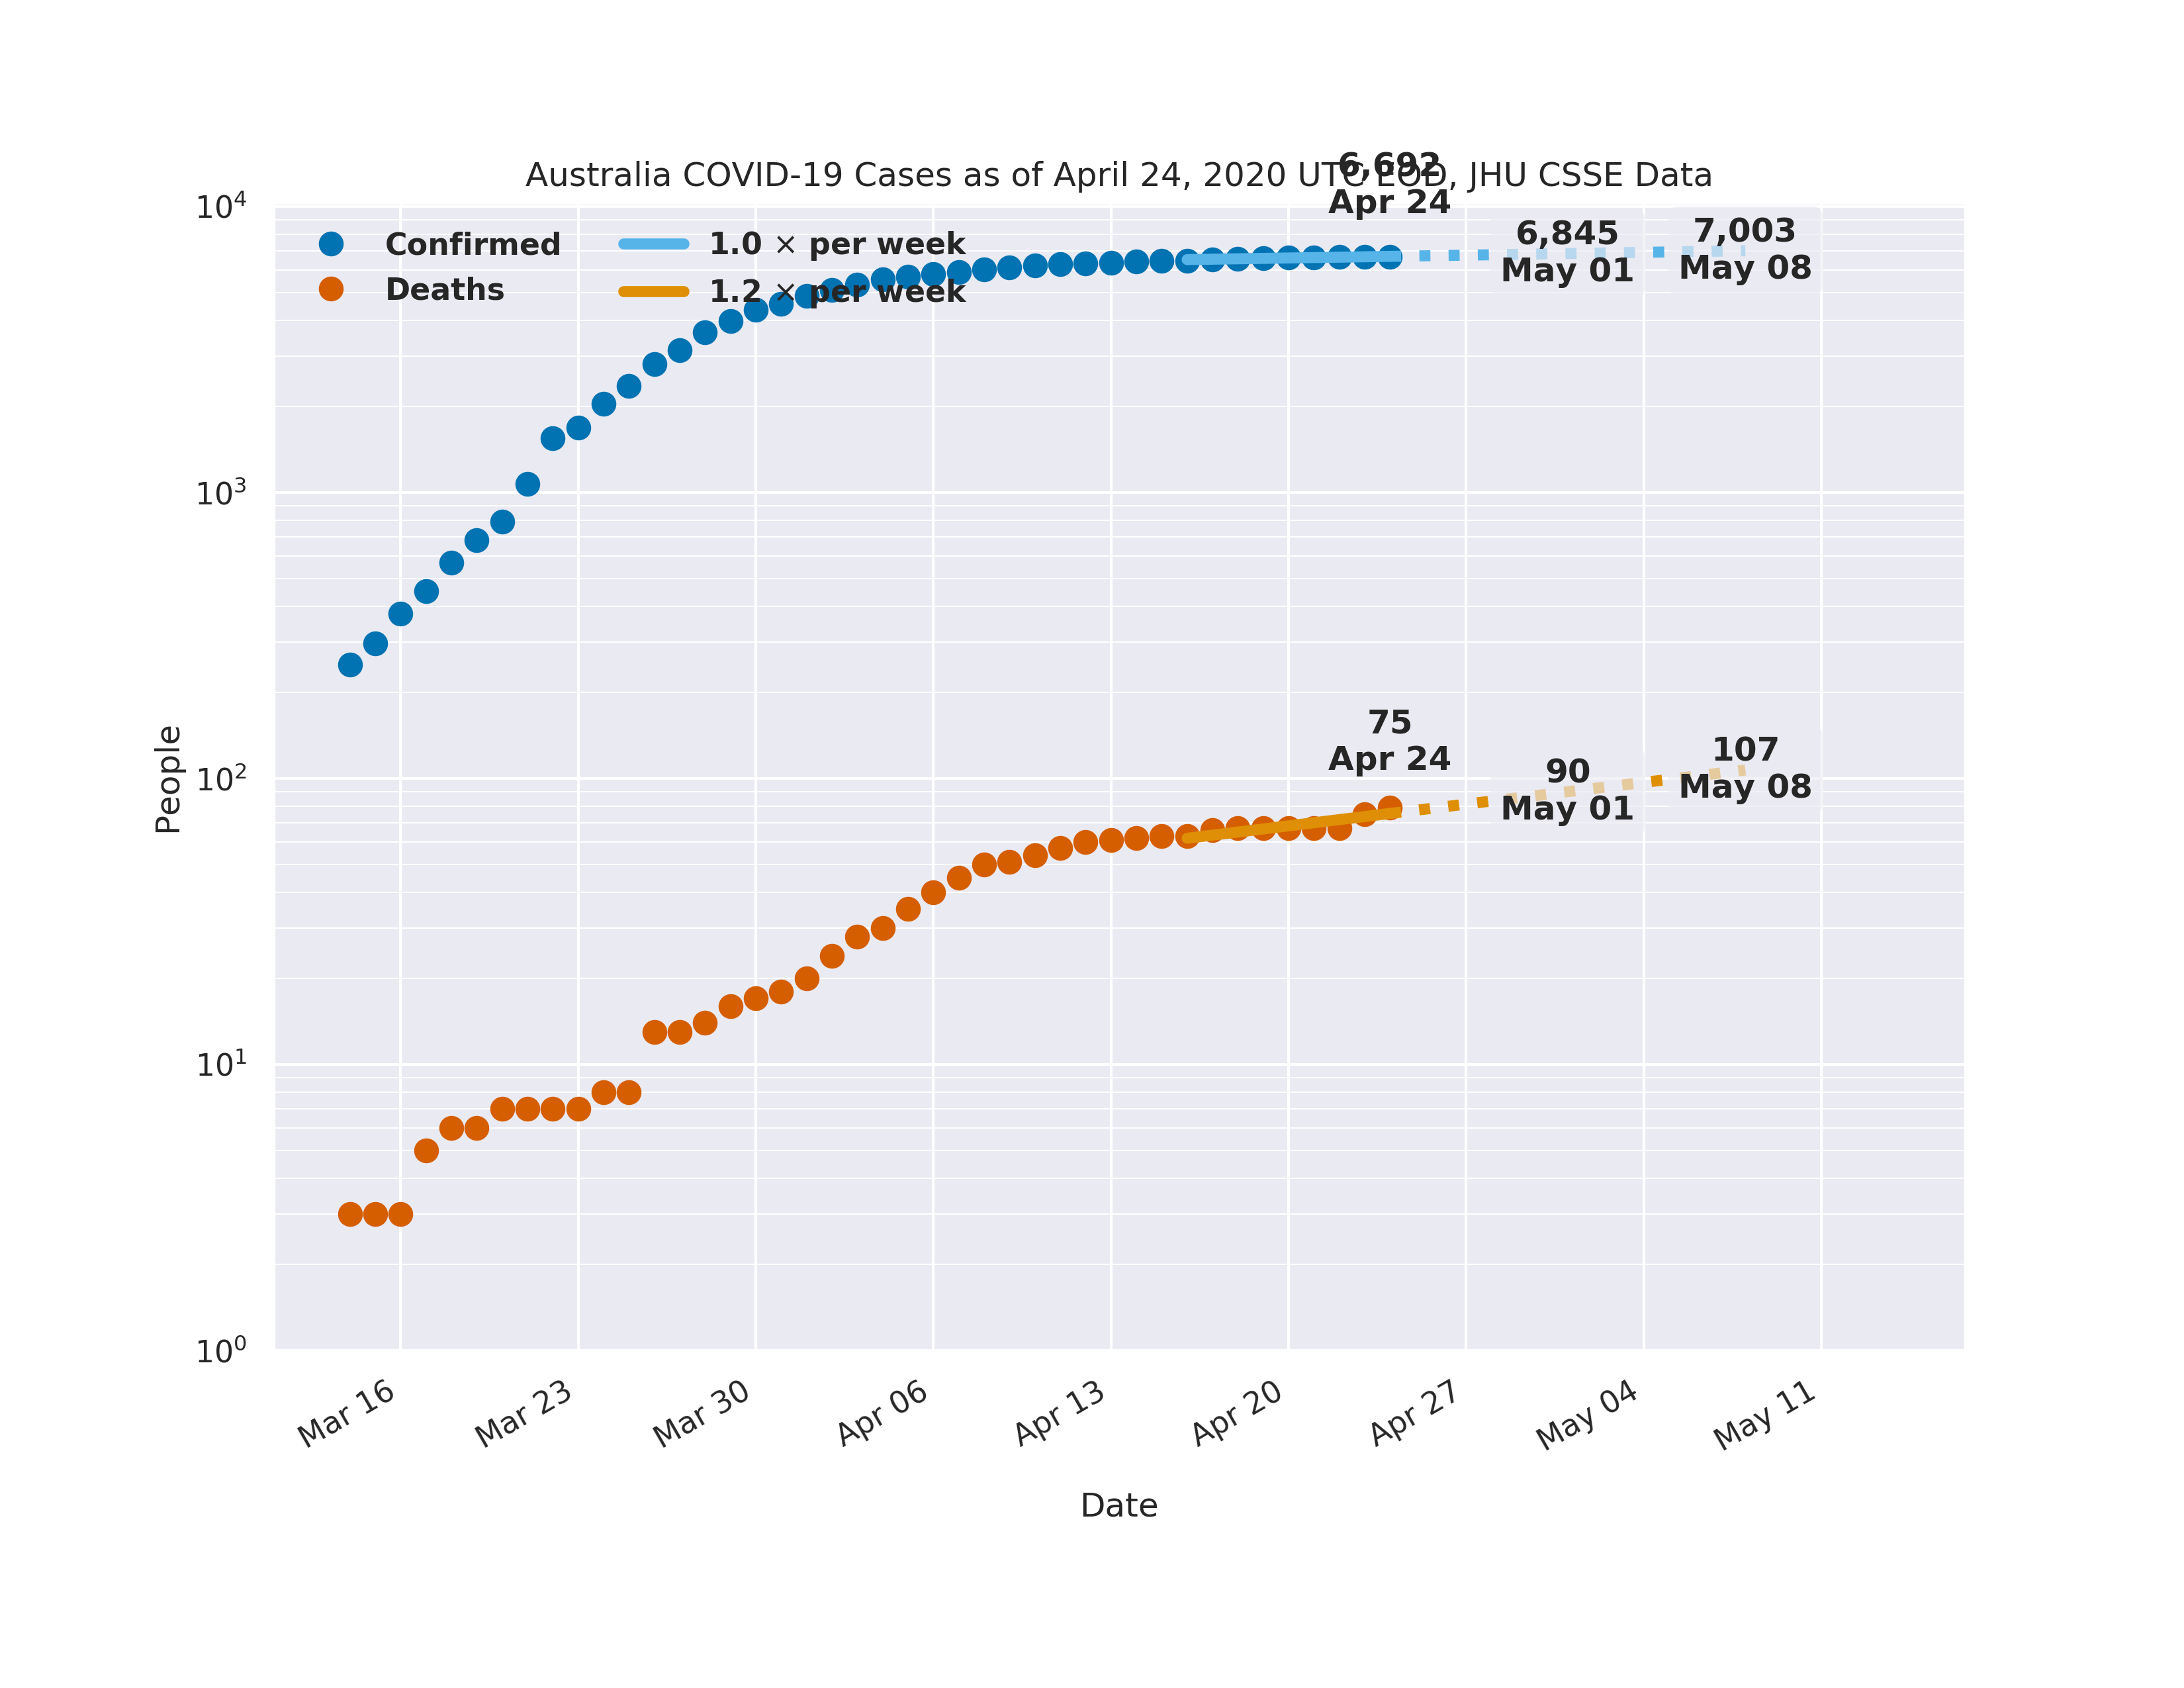 Australia COVID-19 Cases as of April 24, 2020 UTC EOD, JHU CSSE Data
6,692
Apr 24
10⁴
Confirmed
Deaths
1.0 × per week
1.2 × per week
6,845
May 01
7,003
May 08
10³
75
Apr 24
90
May 01
107
May 08
10²
People
10¹
10⁰
Mar 16
Mar 23
Mar 30
Apr 06
Apr 13
Apr 20
Apr 27
May 04
May 11
Date